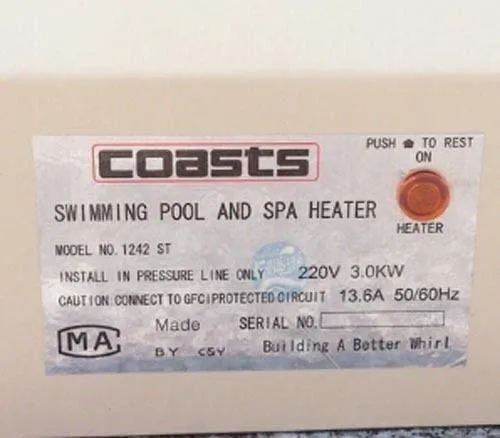 coasts
PUSH TO REST
ON
SWIMMING POOL AND SPA HEATER
HEATER
MODEL NO. 1242 ST
INSTALL IN PRESSURE LINE ONLY 220V 3.0KW
CAUTION.CONNECT TO GFCIPROTECTED CIRCUIT 13.6A 50/60Hz
MA
Made SERIAL NO.
BY CSY Building A Better Whirl